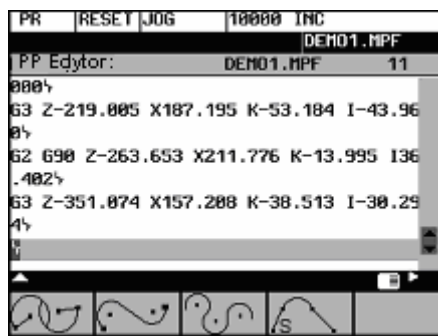 PR RESET JOG 10000 INC
DEMO1.MPF
PP Edytor: DEMO1.MPF 11
000
G3 Z-219.005 X187.195 K-53.184 I-43.96
0
G2 G90 Z-263.653 X211.776 K-13.995 I36
.402
G3 Z-351.074 X157.208 K-38.513 I-30.29
4
S